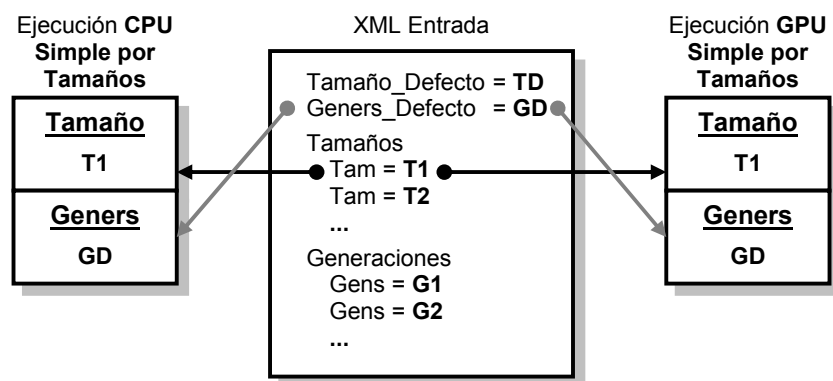 Ejecución CPU
Simple por
Tamaños
Tamaño
T1
Geners
GD
XML Entrada
Tamaño_Defecto = TD
Geners_Defecto = GD
Tamaños
Tam = T1
Tam = T2
...
Generaciones
Gens = G1
Gens = G2
...
Ejecución GPU
Simple por
Tamaños
Tamaño
T1
Geners
GD